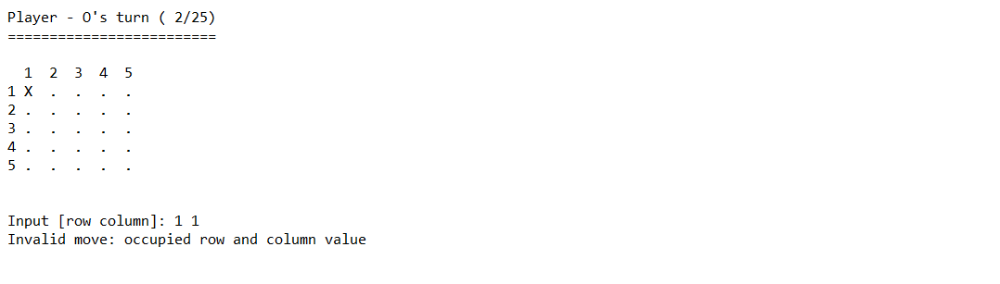 Player - O's turn ( 2/25)
=========================
  1  2  3  4  5
1 X  .  .  .  .
2 .  .  .  .  .
3 .  .  .  .  .
4 .  .  .  .  .
5 .  .  .  .  .
Input [row column]: 1 1
Invalid move: occupied row and column value